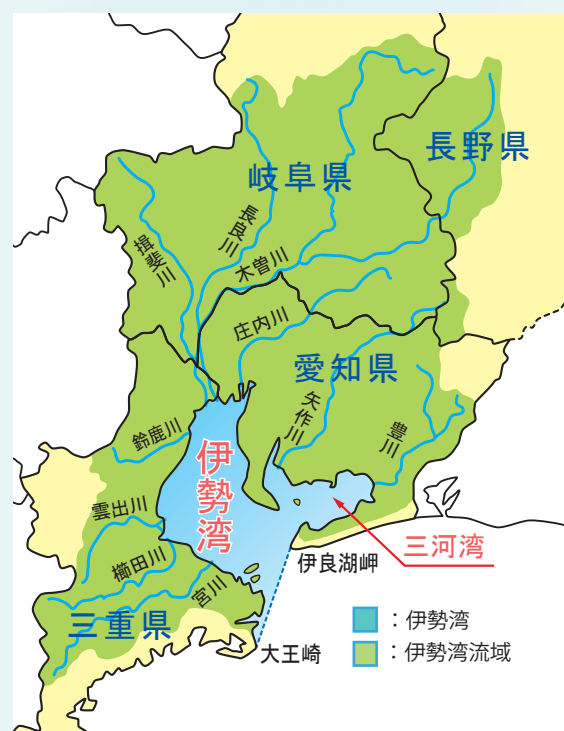 長野県
岐阜県
揖斐川
長良川
木曽川
庄内川
愛知県
矢作川
豊川
鈴鹿川
伊勢湾
雲出川
櫛田川
宮川
三重県
三河湾
伊良湖岬
大王崎
：伊勢湾
：伊勢湾流域